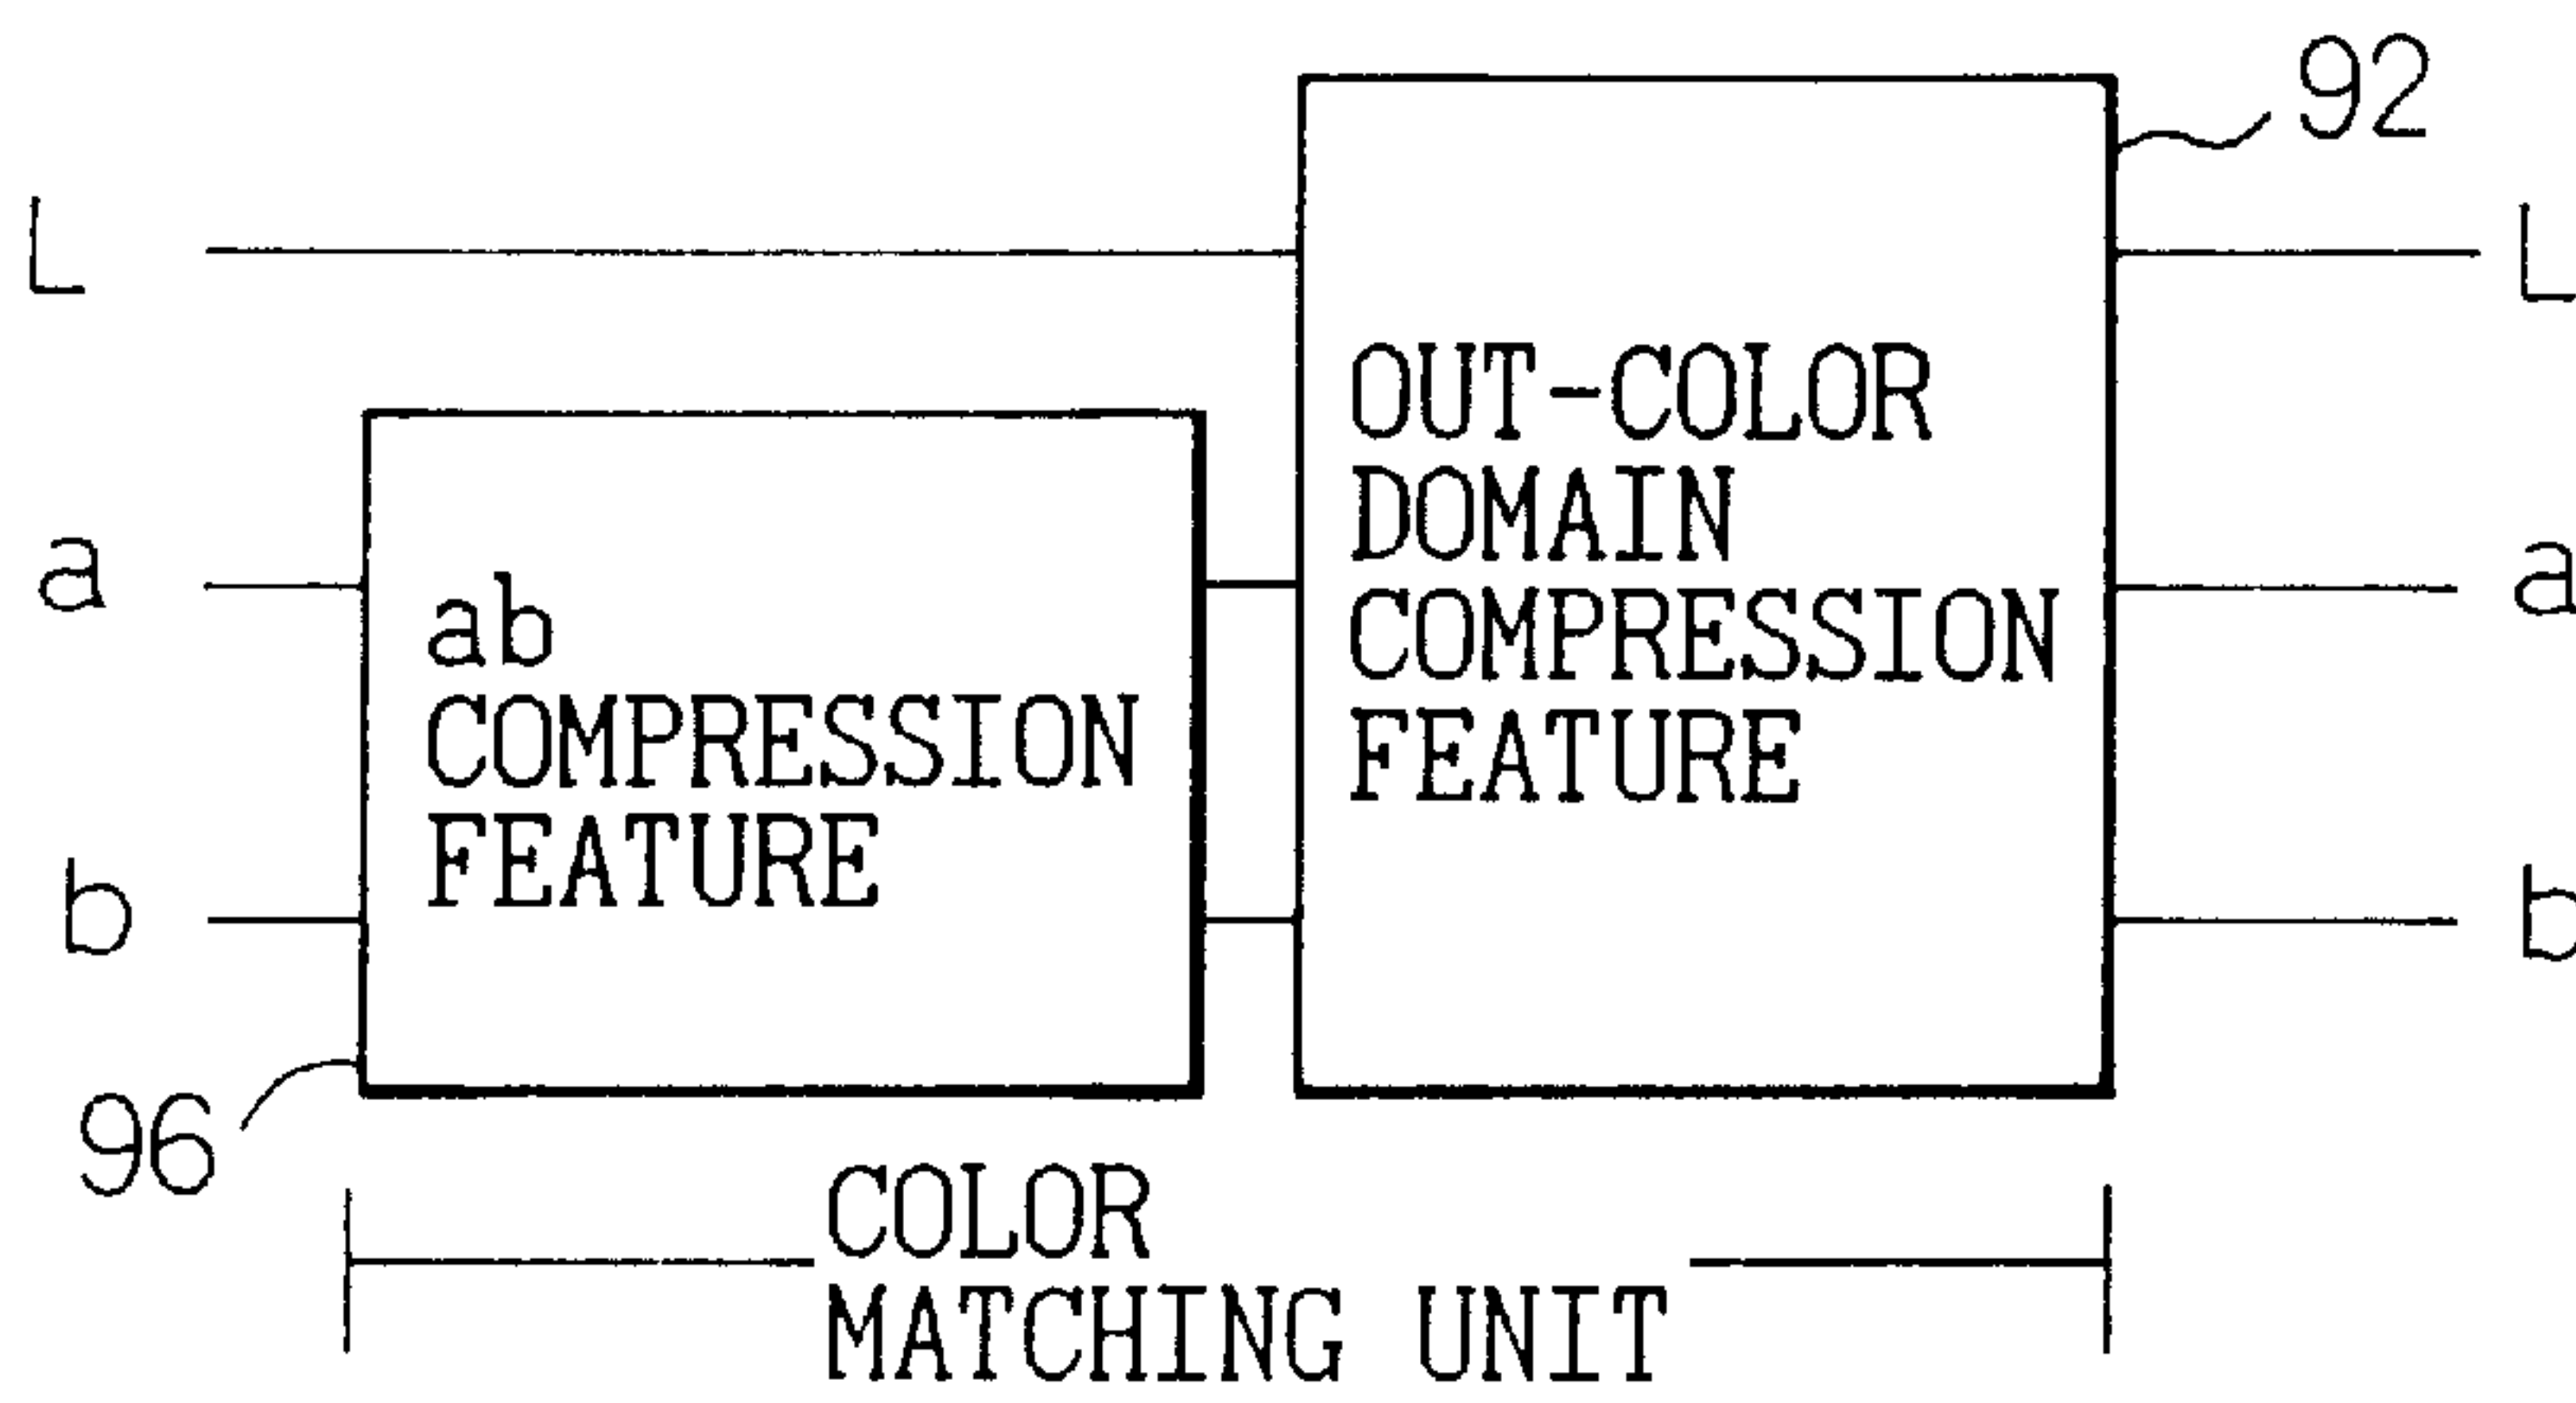 92
L
L
OUT-COLOR
DOMAIN
COMPRESSION
FEATURE
a
a
ab
COMPRESSION
FEATURE
b
b
96
COLOR
MATCHING UNIT